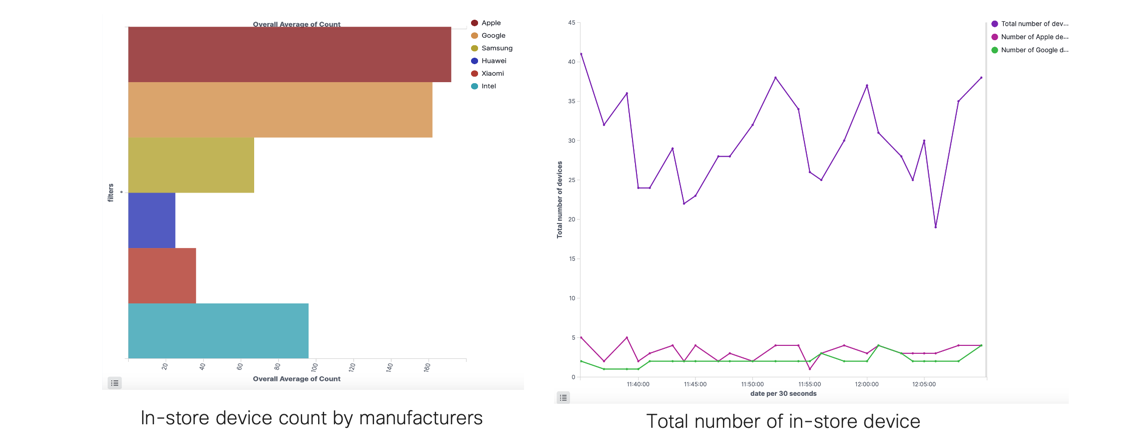 Overall Average of Count
Apple
Google
Samsung
Huawei
Xiaomi
Intel
filters
20
40
60
80
100
120
140
160
Overall Average of Count
In-store device count by manufacturers
45
40
35
30
25
20
15
10
5
0
Total number of devices
Total number of dev...
Number of Apple de...
Number of Google d...
11:40:00
11:45:00
11:50:00
11:55:00
12:00:00
12:05:00
date per 30 seconds
Total number of in-store device